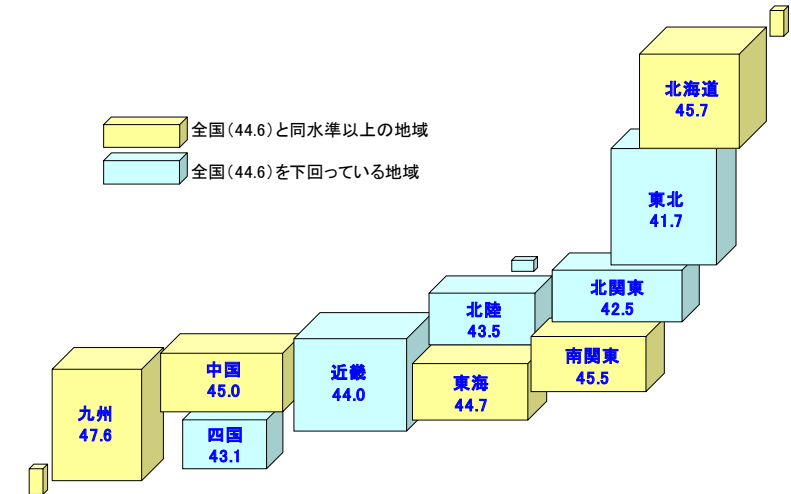 北海道
45.7
全国（44.6）と同水準以上の地域
全国（44.6）を下回っている地域
東北
41.7
北関東
42.5
北陸
43.5
南関東
45.5
中国
45.0
近畿
44.0
東海
44.7
九州
47.6
四国
43.1